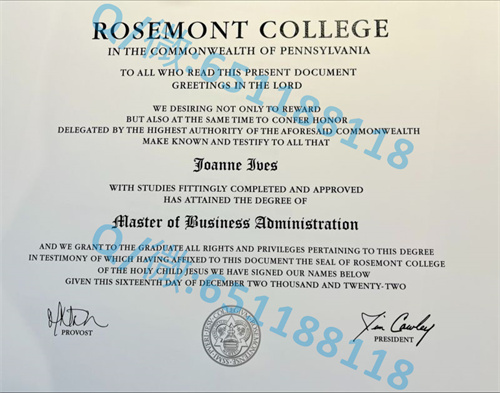 ROSEMONT COLLEGE
IN THE COMMONWEALTH OF PENNSYLVANIA
TO ALL WHO READ THIS PRESENT DOCUMENT
GREETINGS IN THE LORD
WE DESIRING NOT ONLY TO REWARD
BUT ALSO AT THE SAME TIME TO CONFER HONOR
DELEGATED BY THE HIGHEST AUTHORITY OF THE AFORESAID COMMONWEALTH
MAKE KNOWN AND TESTIFY TO ALL THAT
Joanne Ives
WITH STUDIES FITTINGLY COMPLETED AND APPROVED
HAS ATTAINED THE DEGREE OF
Master of Business Administration
AND WE GRANT TO THE GRADUATE ALL RIGHTS AND PRIVILEGES PERTAINING TO THIS DEGREE
IN TESTIMONY OF WHICH HAVING AFFIXED TO THIS DOCUMENT THE SEAL OF ROSEMONT COLLEGE
OF THE HOLY CHILD JESUS WE HAVE SIGNED OUR NAMES BELOW
GIVEN THIS SIXTEENTH DAY OF DECEMBER TWO THOUSAND AND TWENTY-TWO
PROVOST
Jim Cawley
PRESIDENT
Q/微:651188118
Q/微:651188118